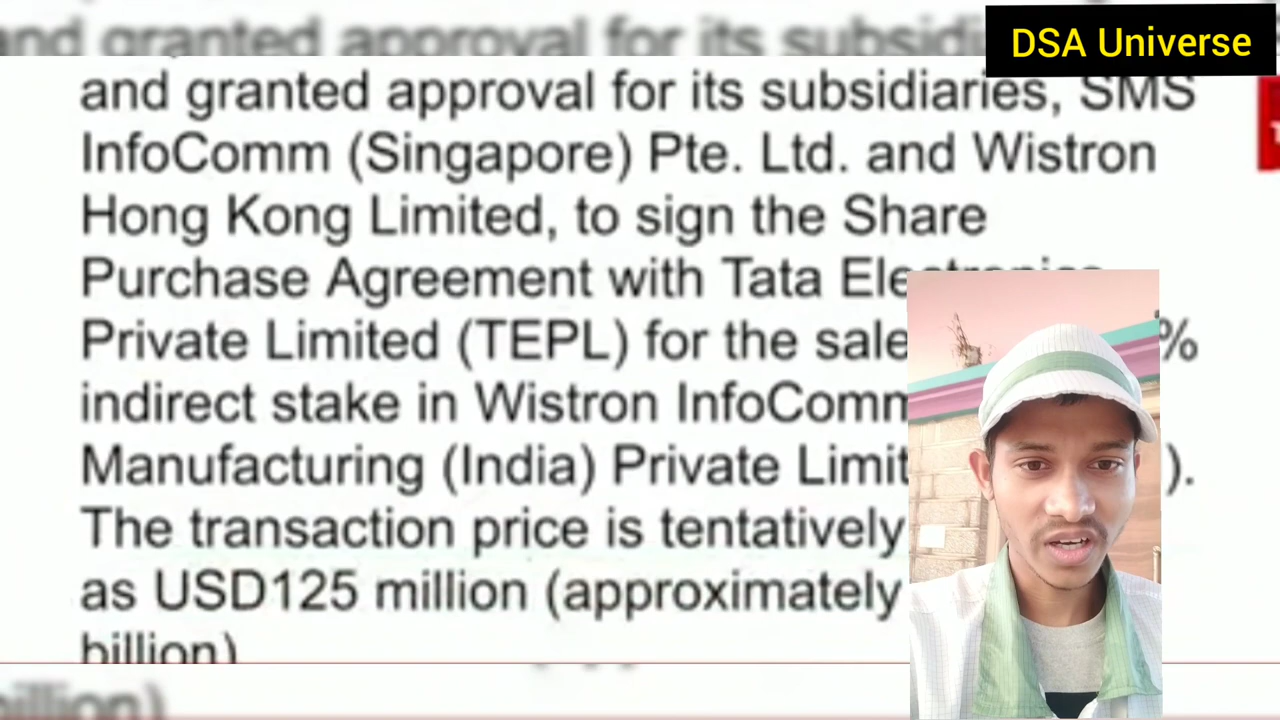 and granted approval for its subsidi
DSA Universe
and granted approval for its subsidiaries, SMS
InfoComm (Singapore) Pte. Ltd. and Wistron
Hong Kong Limited, to sign the Share
Purchase Agreement with Tata Electronics
Private Limited (TEPL) for the sale %
indirect stake in Wistron InfoComm
Manufacturing (India) Private Limit ).
The transaction price is tentatively
as USD125 million (approximately
billion)
billion)